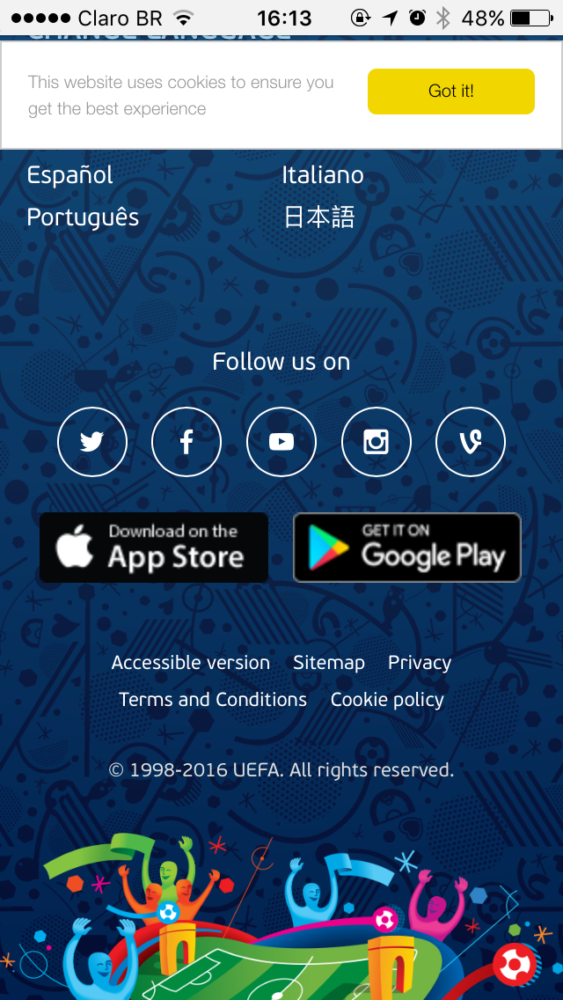 Claro BR 16:13 48%
CHANGE LANGUAGE
This website uses cookies to ensure you
get the best experience
Got it!
Español Italiano
Português 日本語
Follow us on
Download on the
App Store
GET IT ON
Google Play
Accessible version Sitemap Privacy
Terms and Conditions Cookie policy
© 1998-2016 UEFA. All rights reserved.